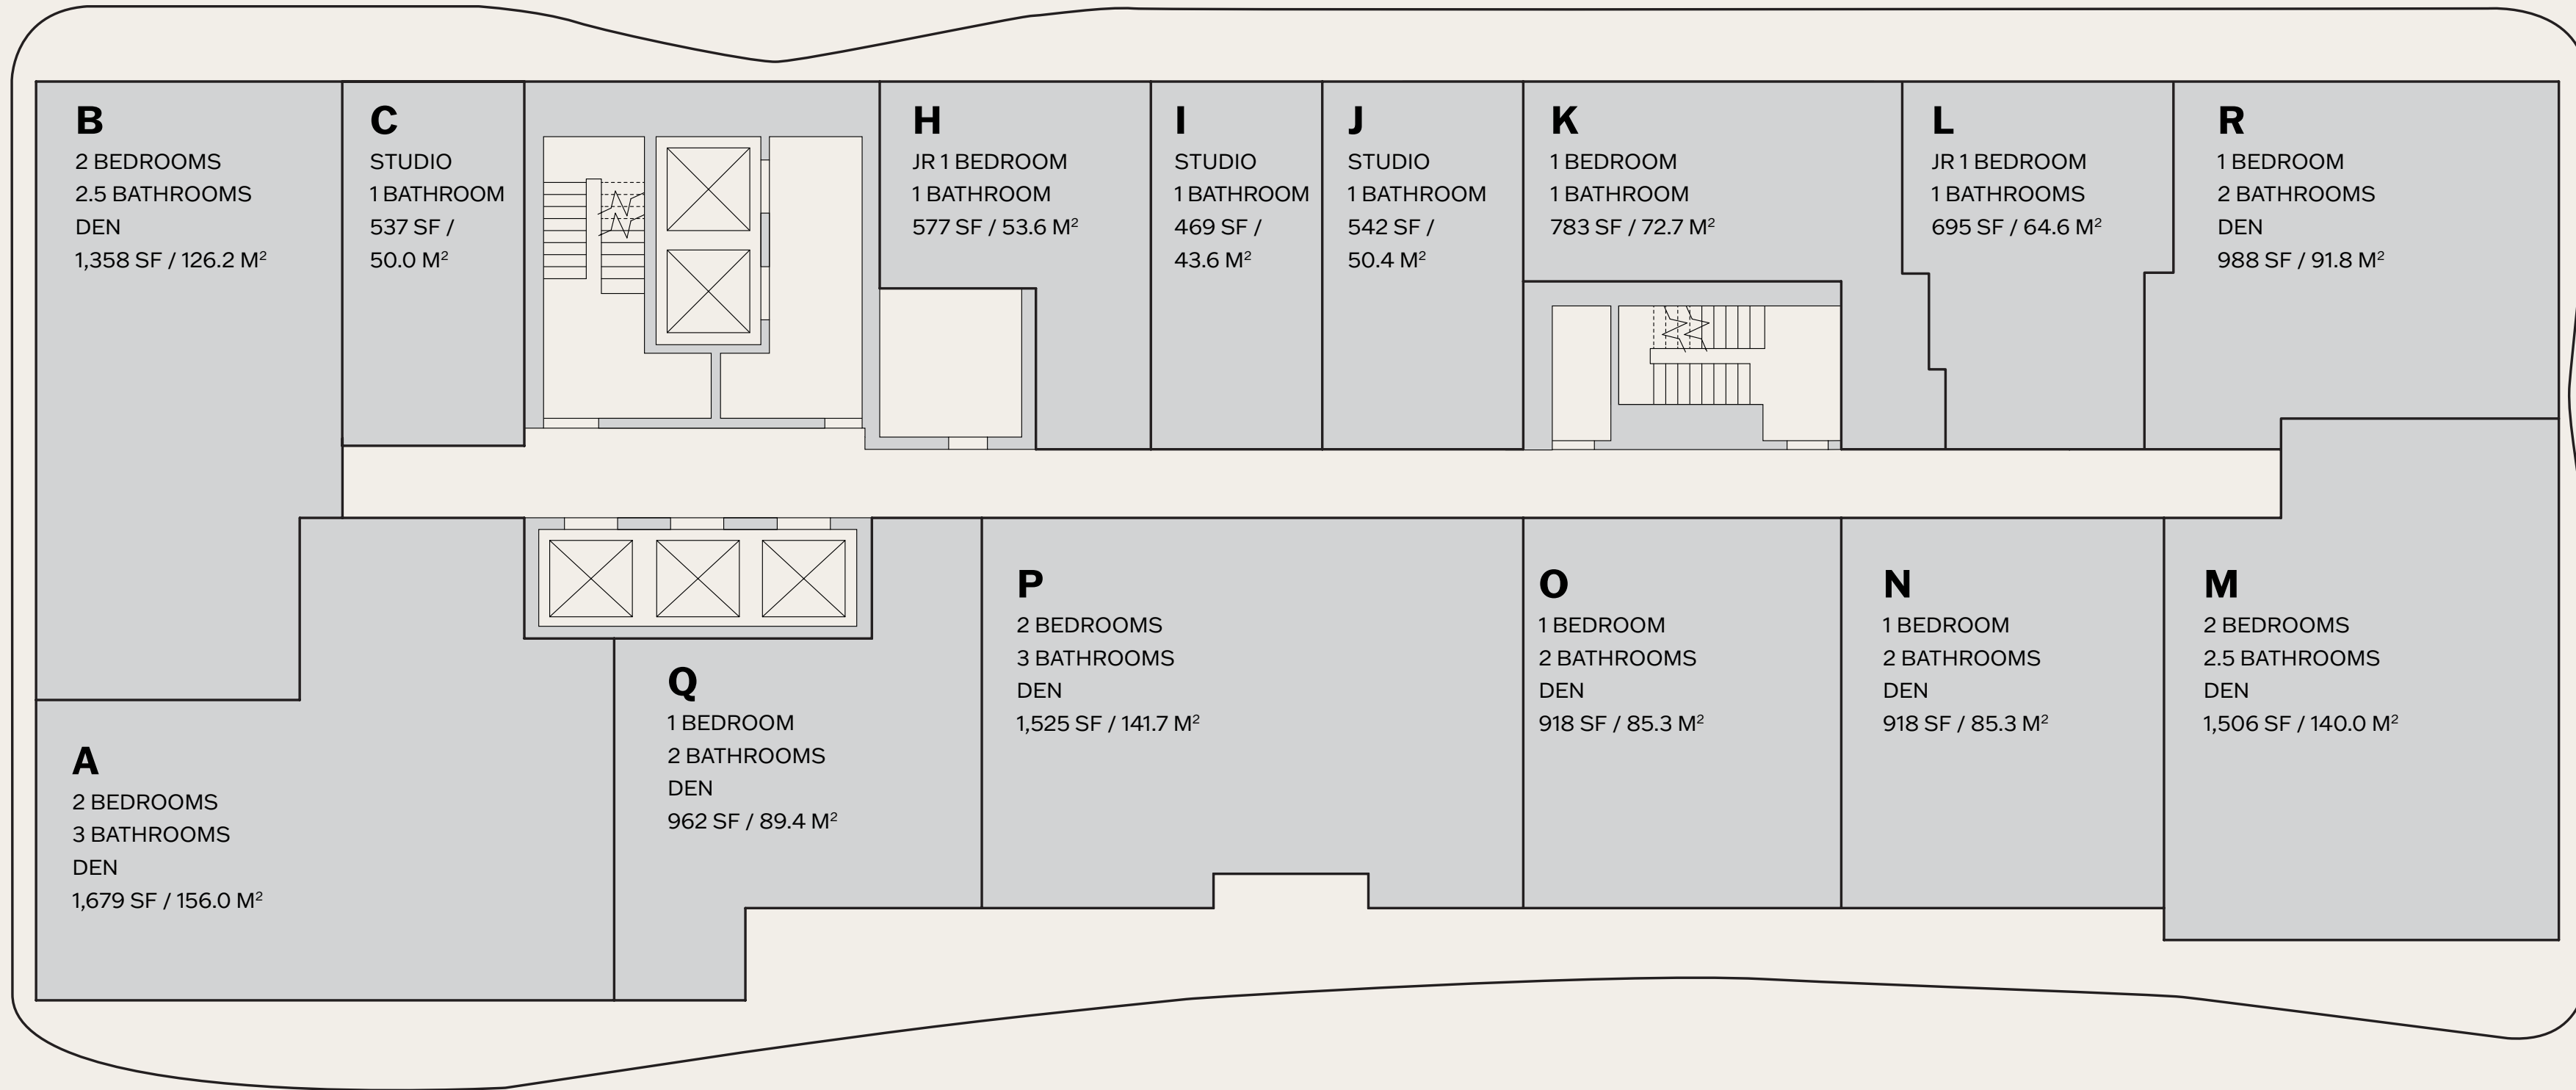 B
2 BEDROOMS
2.5 BATHROOMS
DEN
1,358 SF / 126.2 M²
C
STUDIO
1 BATHROOM
537 SF /
50.0 M²
H
JR 1 BEDROOM
1 BATHROOM
577 SF / 53.6 M²
I
STUDIO
1 BATHROOM
469 SF /
43.6 M²
J
STUDIO
1 BATHROOM
542 SF /
50.4 M²
K
1 BEDROOM
1 BATHROOM
783 SF / 72.7 M²
L
JR 1 BEDROOM
1 BATHROOMS
695 SF / 64.6 M²
R
1 BEDROOM
2 BATHROOMS
DEN
988 SF / 91.8 M²
A
2 BEDROOMS
3 BATHROOMS
DEN
1,679 SF / 156.0 M²
Q
1 BEDROOM
2 BATHROOMS
DEN
962 SF / 89.4 M²
P
2 BEDROOMS
3 BATHROOMS
DEN
1,525 SF / 141.7 M²
O
1 BEDROOM
2 BATHROOMS
DEN
918 SF / 85.3 M²
N
1 BEDROOM
2 BATHROOMS
DEN
918 SF / 85.3 M²
M
2 BEDROOMS
2.5 BATHROOMS
DEN
1,506 SF / 140.0 M²